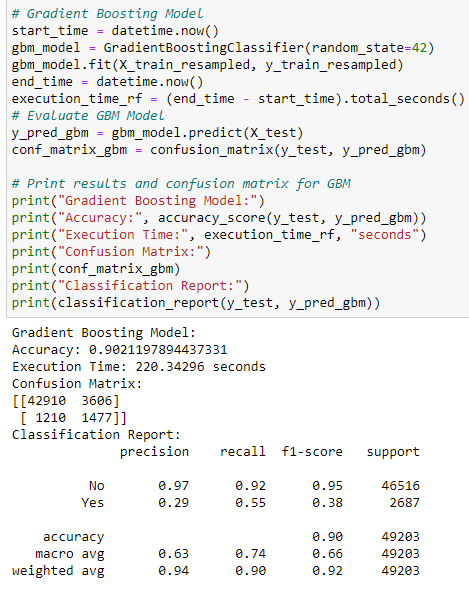 # Gradient Boosting Model
start_time = datetime.now()
gbm_model = GradientBoostingClassifier(random_state=42)
gbm_model.fit(X_train_resampled, y_train_resampled)
end_time = datetime.now()
execution_time_rf = (end_time - start_time).total_seconds()
# Evaluate GBM Model
y_pred_gbm = gbm_model.predict(X_test)
conf_matrix_gbm = confusion_matrix(y_test, y_pred_gbm)

# Print results and confusion matrix for GBM
print("Gradient Boosting Model:")
print("Accuracy:", accuracy_score(y_test, y_pred_gbm))
print("Execution Time:", execution_time_rf, "seconds")
print("Confusion Matrix:")
print(conf_matrix_gbm)
print("Classification Report:")
print(classification_report(y_test, y_pred_gbm))
Gradient Boosting Model:
Accuracy: 0.9021197894437331
Execution Time: 220.34296 seconds
Confusion Matrix:
[[42910  3606]
 [ 1210  1477]]
Classification Report:
              precision    recall  f1-score   support

          No       0.97      0.92      0.95     46516
         Yes       0.29      0.55      0.38      2687

    accuracy                           0.90     49203
   macro avg       0.63      0.74      0.66     49203
weighted avg       0.94      0.90      0.92     49203